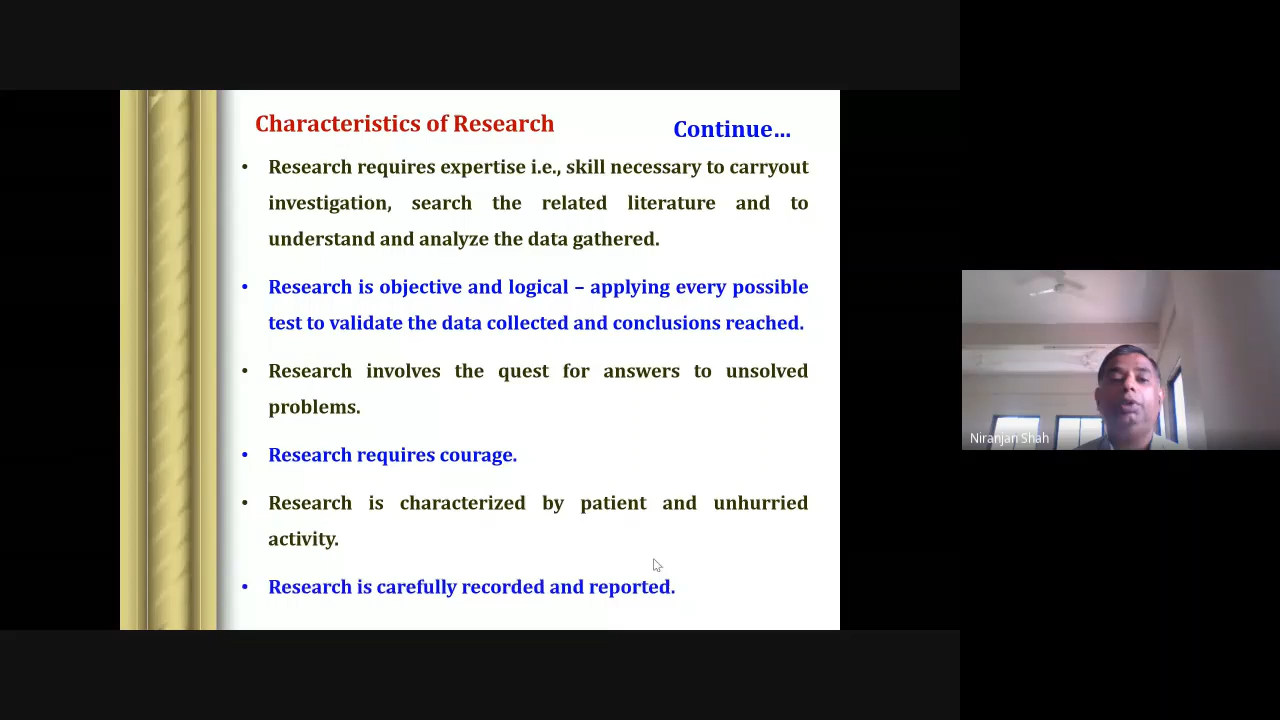 Characteristics of Research
Continue...
• Research requires expertise i.e., skill necessary to carryout
investigation, search the related literature and to
understand and analyze the data gathered.
• Research is objective and logical – applying every possible
test to validate the data collected and conclusions reached.
• Research involves the quest for answers to unsolved
problems.
• Research requires courage.
• Research is characterized by patient and unhurried
activity.
• Research is carefully recorded and reported.
Niranjan Shah